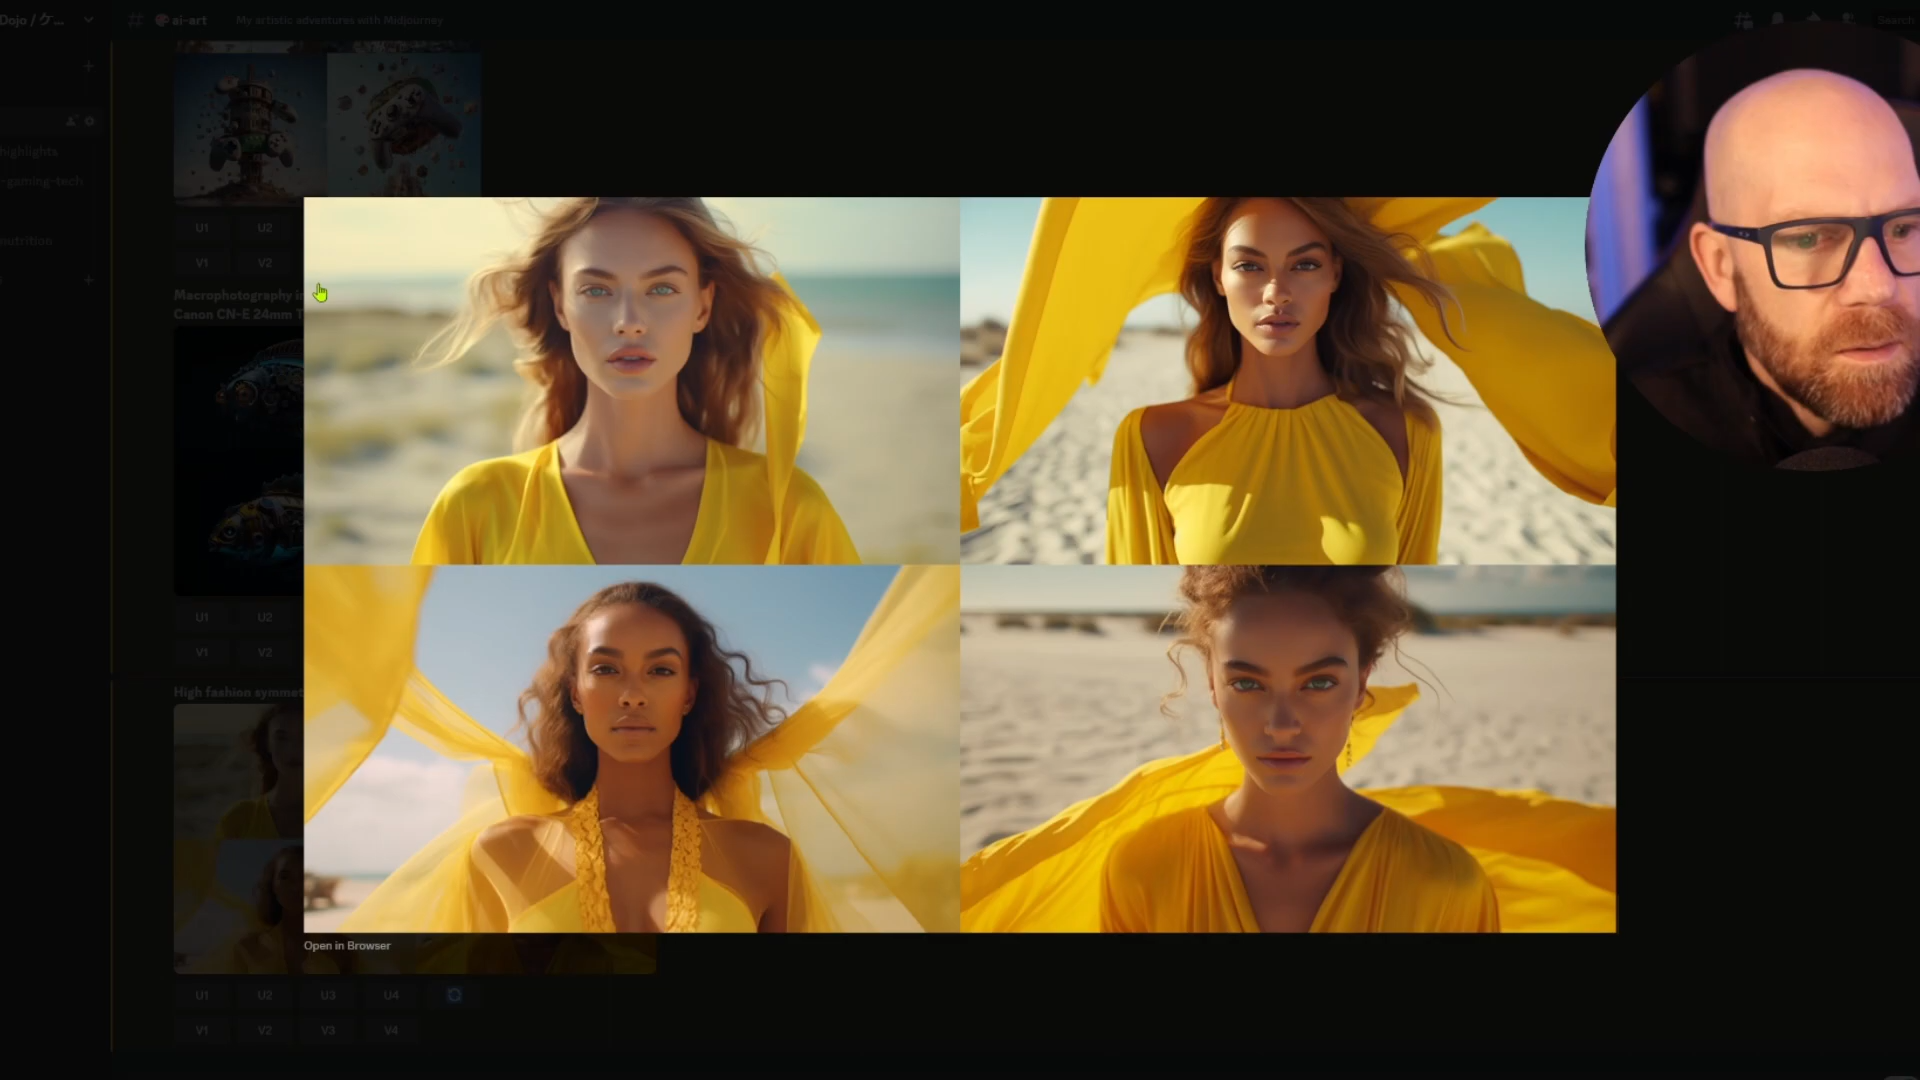 Dojo / ケ...
ai-art
My artistic adventures with Midjourney
Search
highlights
-gaming-tech
nutrition
U1 U2
V1 V2
Macrophotography
Canon CN-E 24mm T
U1 U2
V1 V2
High fashion symmet
Open in Browser
U1 U2 U3 U4
V1 V2 V3 V4